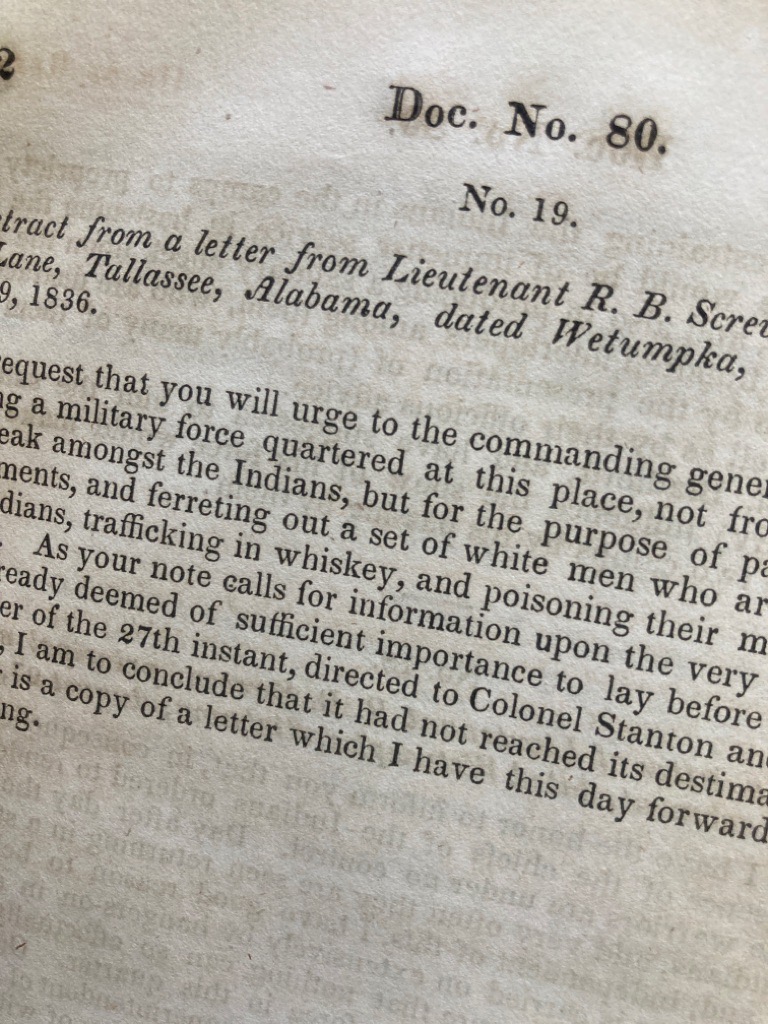 2
Doc. No. 80.
No. 19.
tract from a letter from Lieutenant R. B. Scre
Lane, Tallassee, Alabama, dated Wetumpka,
9, 1836.
equest that you will urge to the commanding gener
ng a military force quartered at this place, not fro
eak amongst the Indians, but for the purpose of pa
ments, and ferreting out a set of white men who ar
dians, trafficking in whiskey, and poisoning their m
As your note calls for information upon the very
ready deemed of sufficient importance to lay before
er of the 27th instant, directed to Colonel Stanton an
, I am to conclude that it had not reached its destima
is a copy of a letter which I have this day forward
ng.